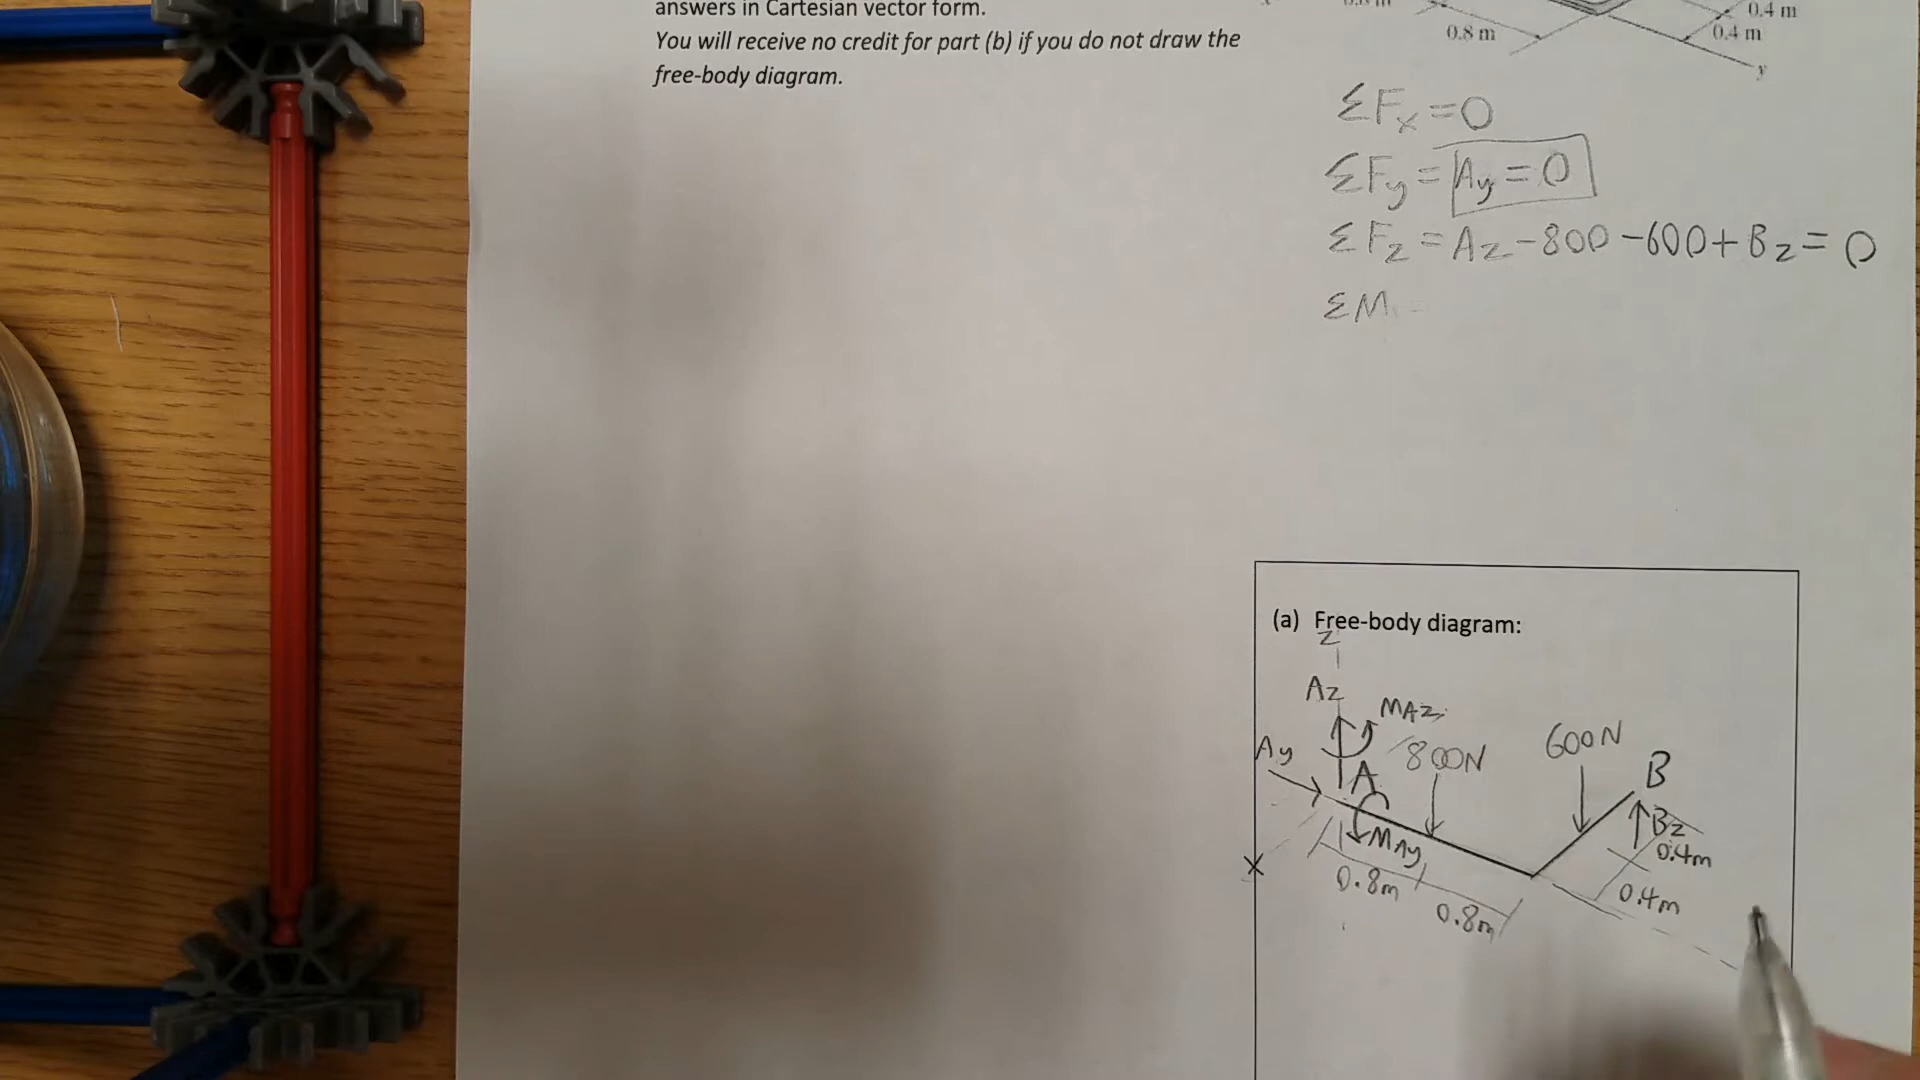 answers in Cartesian vector form.
You will receive no credit for part (b) if you do not draw the
free-body diagram.
0.8 m
0.4 m
0.4 m
y
ΣFx = 0
ΣFy = Ay = 0
ΣFz = Az - 800 - 600 + Bz = 0
ΣM
(a) Free-body diagram:
z
Az
MAz
Ay
800N
600N
B
A
Bz
MAy
0.4m
x
0.8m
0.4m
0.8m